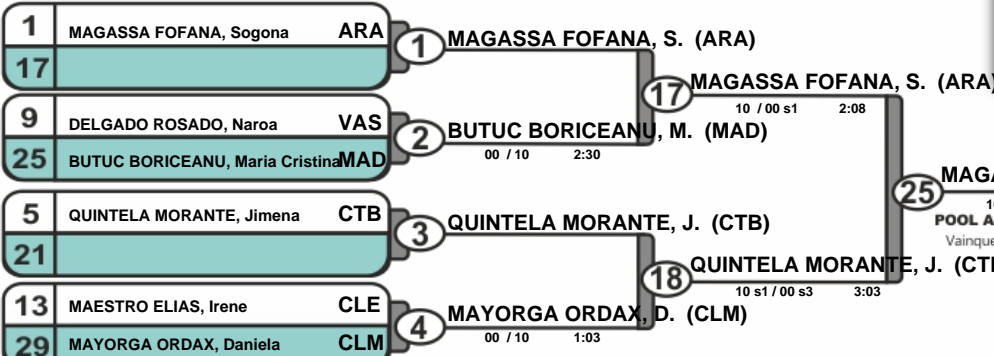 1 MAGASSA FOFANA, Sogona ARA
17
9 DELGADO ROSADO, Naroa VAS
25 BUTUC BORICEANU, Maria Cristina MAD
5 QUINTELA MORANTE, Jimena CTB
21
13 MAESTRO ELIAS, Irene CLE
29 MAYORGA ORDAX, Daniela CLM
1 MAGASSA FOFANA, S. (ARA)
2 BUTUC BORICEANU, M. (MAD)
00 / 10 2:30
3 QUINTELA MORANTE, J. (CTB)
4 MAYORGA ORDAX, D. (CLM)
00 / 10 1:03
17 MAGASSA FOFANA, S. (ARA)
10 / 00 s1 2:08
18 QUINTELA MORANTE, J. (CT
10 s1 / 00 s3 3:03
25 MAGA
POOL A
Vainque